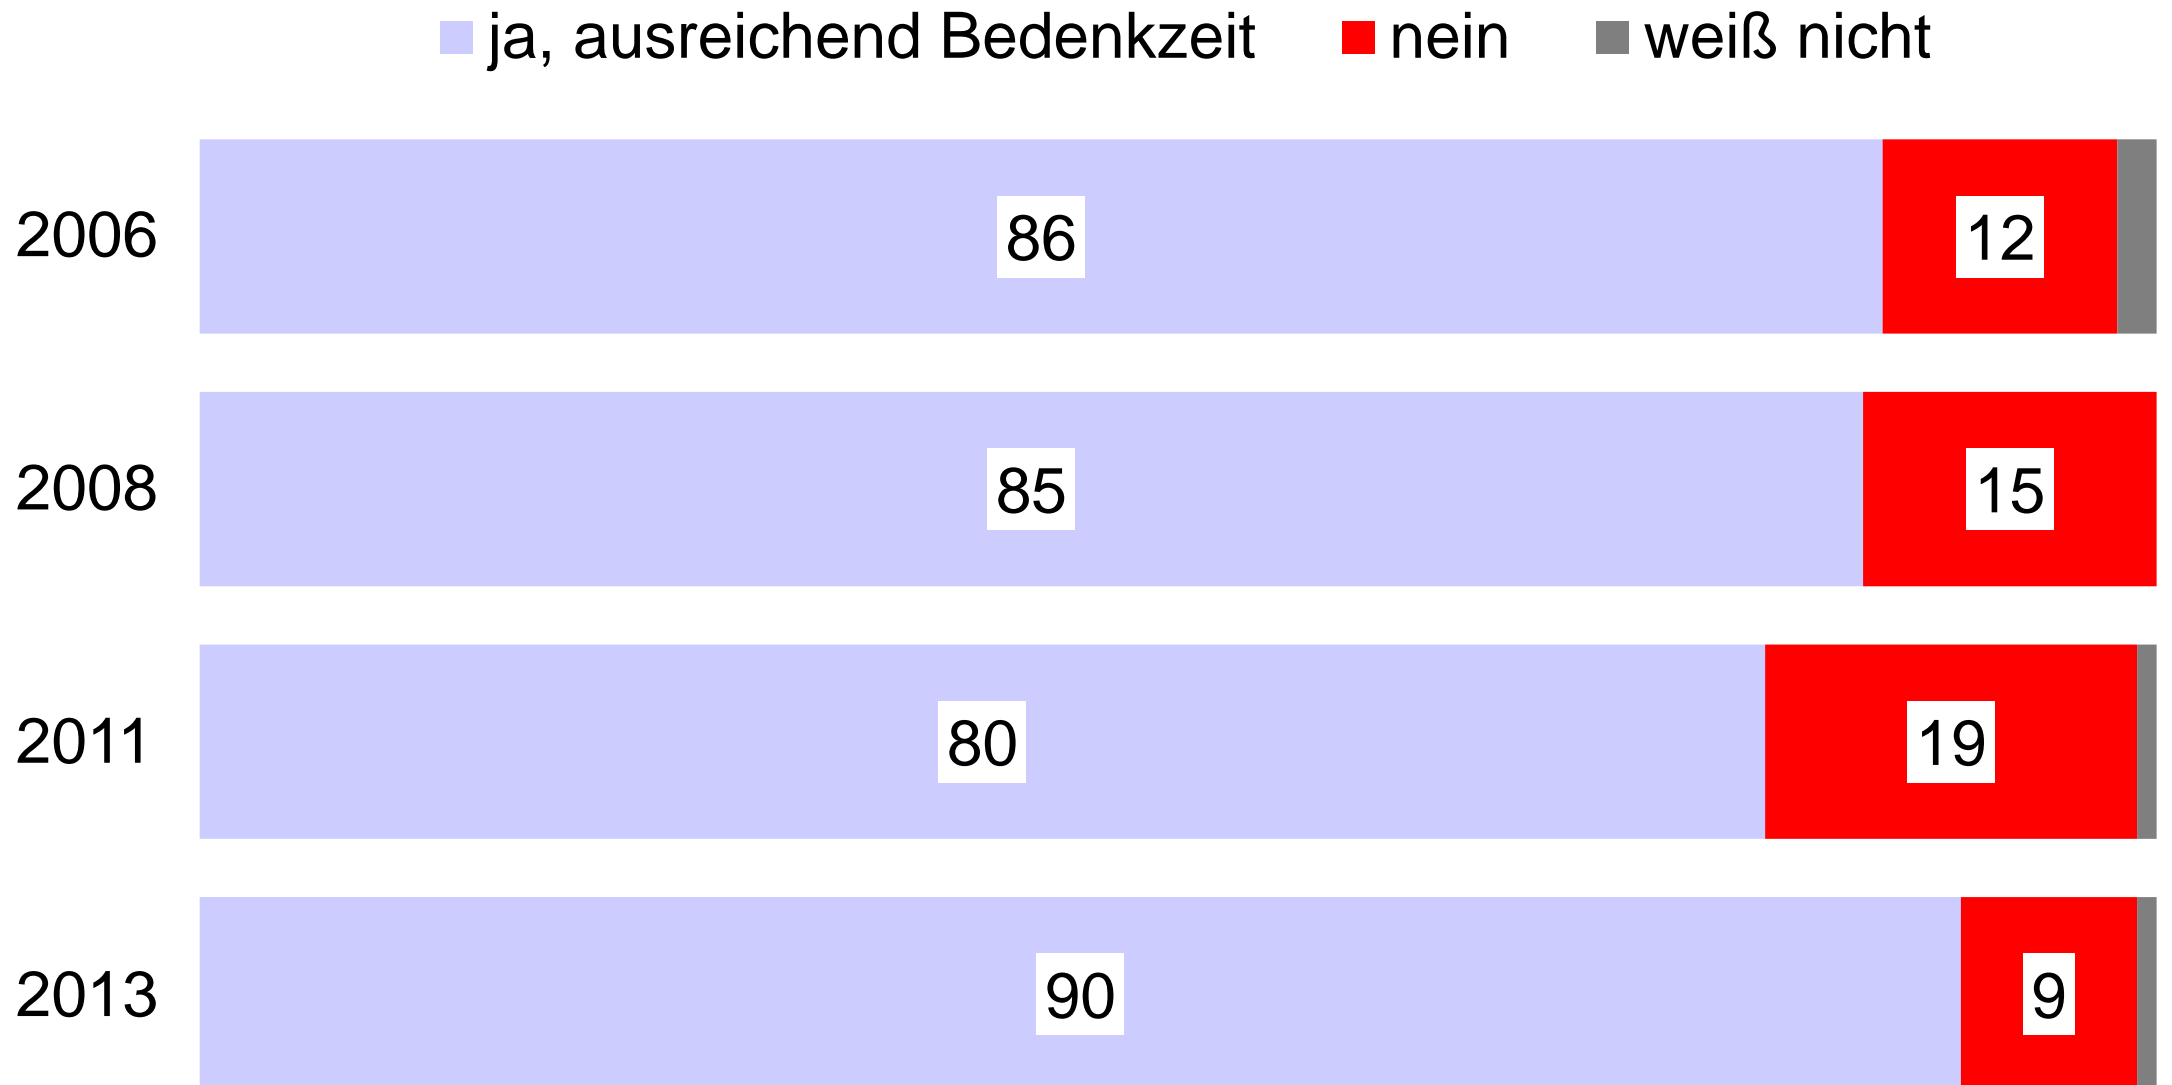 ja, ausreichend Bedenkzeit nein weiß nicht
2006 86 12
2008 85 15
2011 80 19
2013 90 9